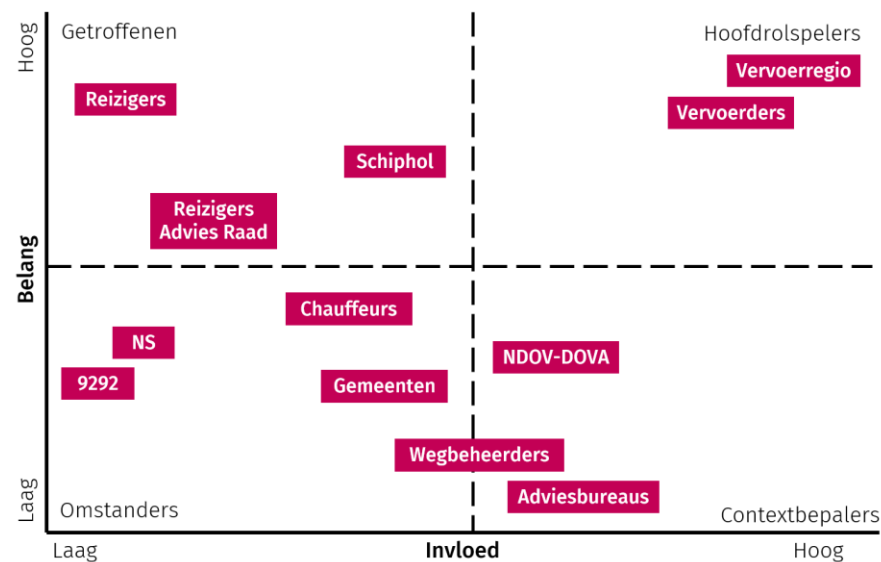 Hoog
Getroffenen
Hoofdrolspelers
Vervoerregio
Reizigers
Vervoerders
Schiphol
Reizigers
Advies Raad
Belang
Chauffeurs
NS
NDOV-DOVA
9292
Gemeenten
Wegbeheerders
Adviesbureaus
Laag
Omstanders
Contextbepalers
Laag
Invloed
Hoog